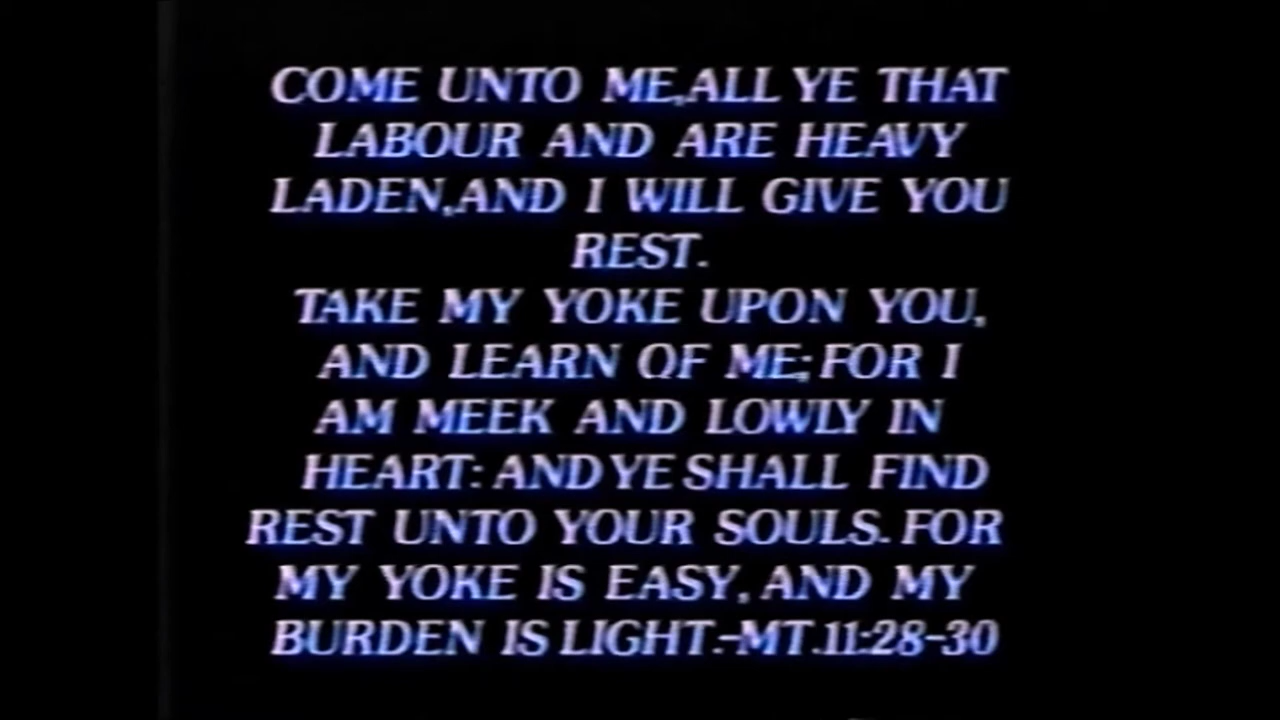 COME UNTO ME,ALL YE THAT
LABOUR AND ARE HEAVY
LADEN,AND I WILL GIVE YOU
REST.
TAKE MY YOKE UPON YOU,
AND LEARN OF ME; FOR I
AM MEEK AND LOWLY IN
HEART: AND YE SHALL FIND
REST UNTO YOUR SOULS. FOR
MY YOKE IS EASY, AND MY
BURDEN IS LIGHT.-MT.11:28-30